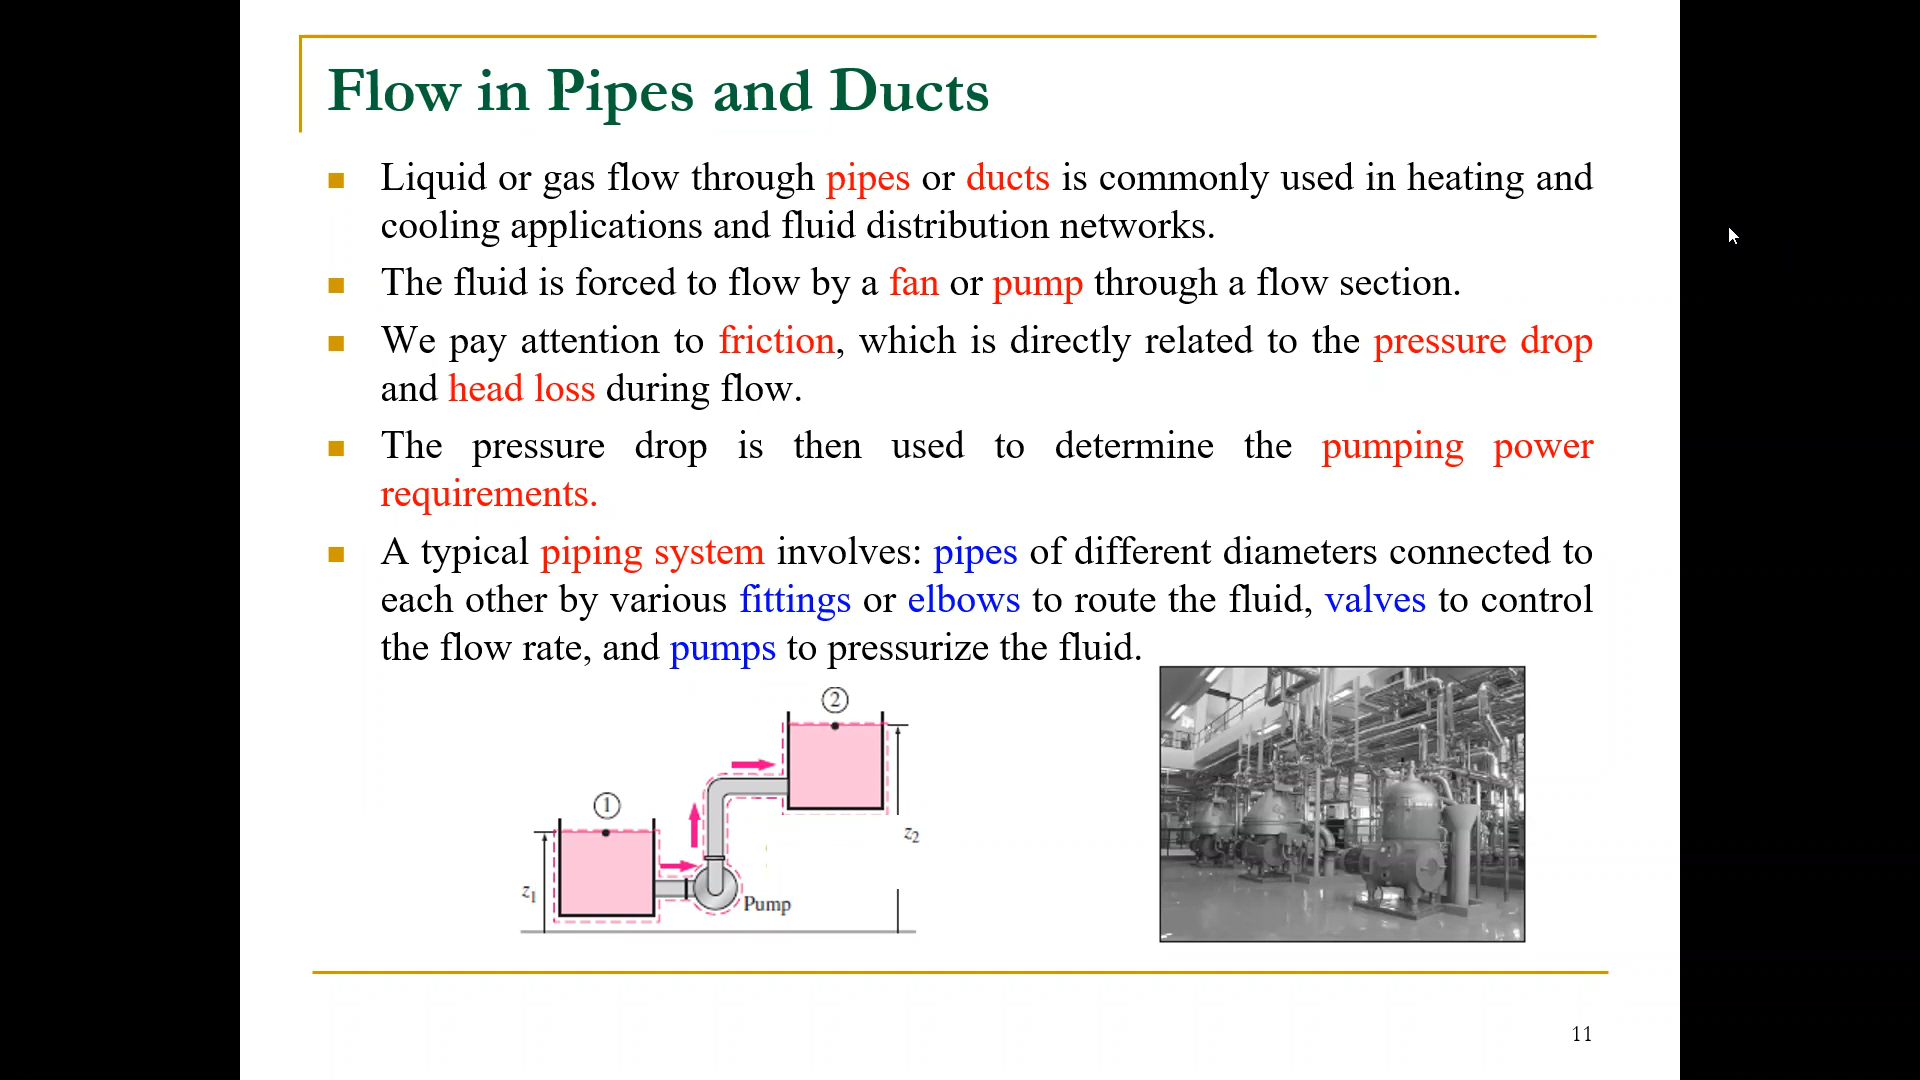 Flow in Pipes and Ducts
Liquid or gas flow through pipes or ducts is commonly used in heating and
cooling applications and fluid distribution networks.
The fluid is forced to flow by a fan or pump through a flow section.
We pay attention to friction, which is directly related to the pressure drop
and head loss during flow.
The pressure drop is then used to determine the pumping power
requirements.
A typical piping system involves: pipes of different diameters connected to
each other by various fittings or elbows to route the fluid, valves to control
the flow rate, and pumps to pressurize the fluid.
2
1
z2
z1
Pump
11